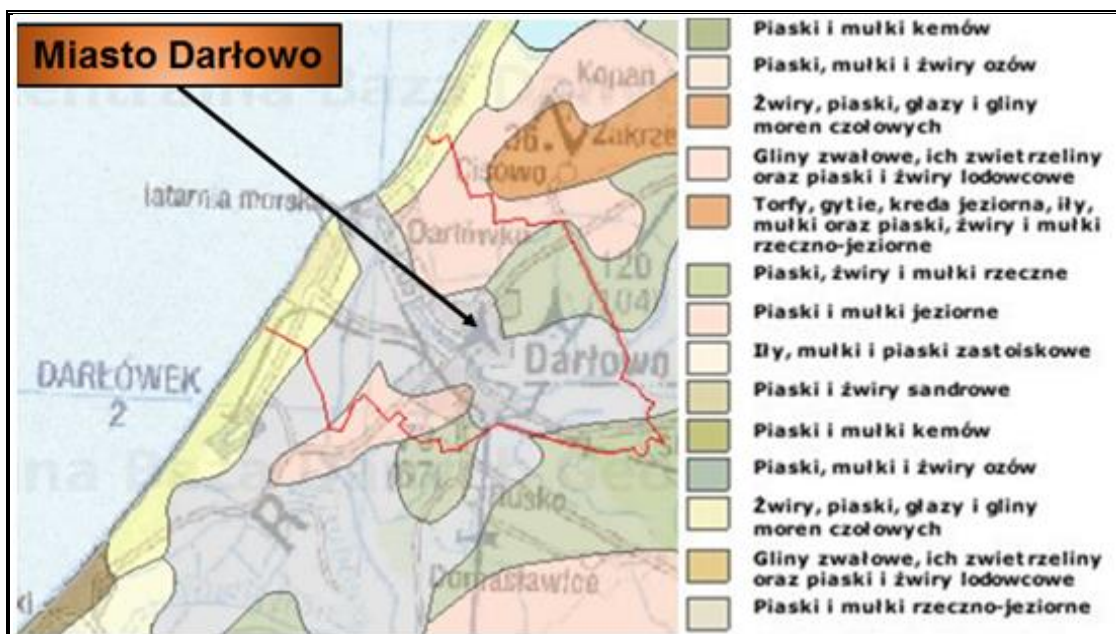 Miasto Darłowo
Kopan
36.
Zakrze
Cisowo
latarnia morsk
Darłówko
120
(104)
Darłowo
DARŁÓWEK
2
67
R
Rusko
Domasławice
Piaski i mułki kemów
Piaski, mułki i żwiry ozów
Żwiry, piaski, głazy i gliny
moren czołowych
Gliny zwałowe, ich zwietrzeliny
oraz piaski i żwiry lodowcowe
Torfy, gytie, kreda jeziorna, iły,
mułki oraz piaski, żwiry i mułki
rzeczno-jeziorne
Piaski, żwiry i mułki rzeczne
Piaski i mułki jeziorne
Iły, mułki i piaski zastoiskowe
Piaski i żwiry sandrowe
Piaski i mułki kemów
Piaski, mułki i żwiry ozów
Żwiry, piaski, głazy i gliny
moren czołowych
Gliny zwałowe, ich zwietrzeliny
oraz piaski i żwiry lodowcowe
Piaski i mułki rzeczno-jeziorne